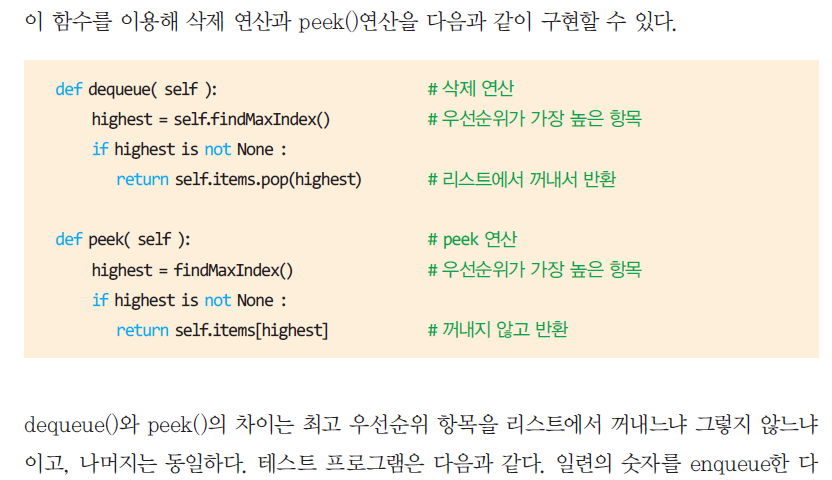 이 함수를 이용해 삭제 연산과 peek()연산을 다음과 같이 구현할 수 있다.
def dequeue( self ): # 삭제 연산
highest = self.findMaxIndex() # 우선순위가 가장 높은 항목
if highest is not None :
return self.items.pop(highest) # 리스트에서 꺼내서 반환
def peek( self ): # peek 연산
highest = findMaxIndex() # 우선순위가 가장 높은 항목
if highest is not None :
return self.items[highest] # 꺼내지 않고 반환
dequeue()와 peek()의 차이는 최고 우선순위 항목을 리스트에서 꺼내느냐 그렇지 않느냐
이고, 나머지는 동일하다. 테스트 프로그램은 다음과 같다. 일련의 숫자를 enqueue한 다